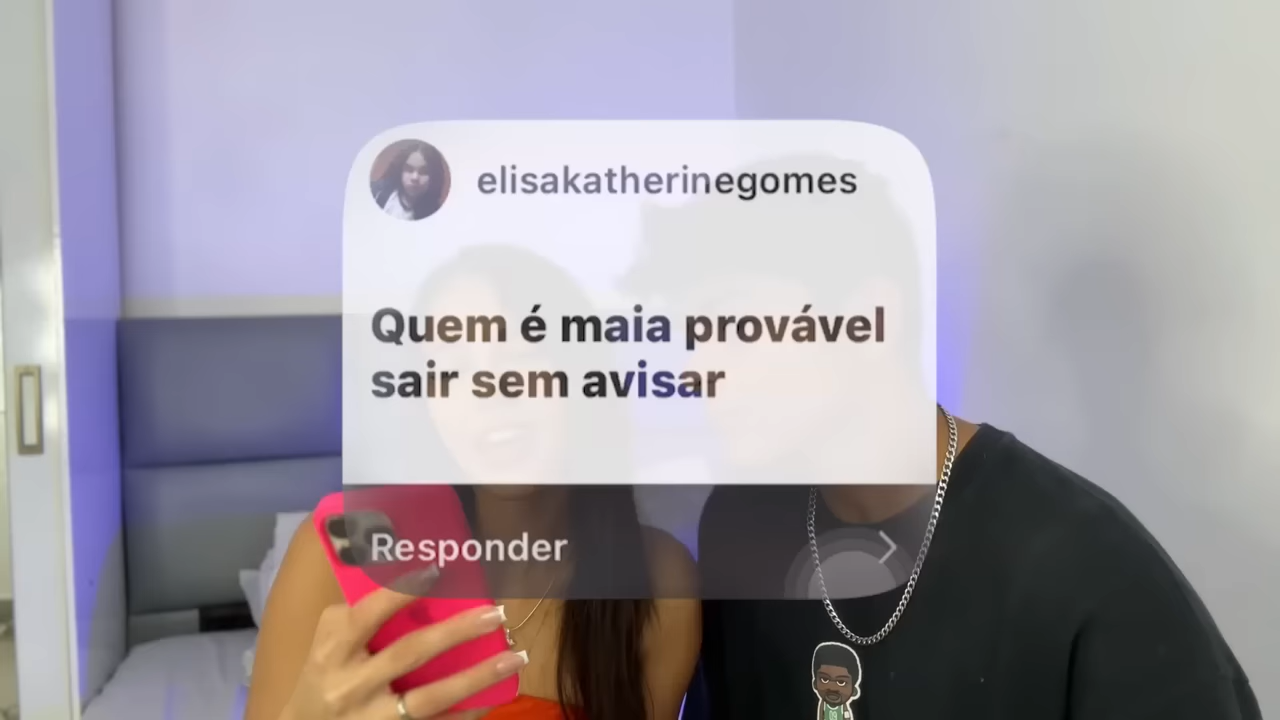 elisakatherinegomes
Quem é maia provável
sair sem avisar
Responder